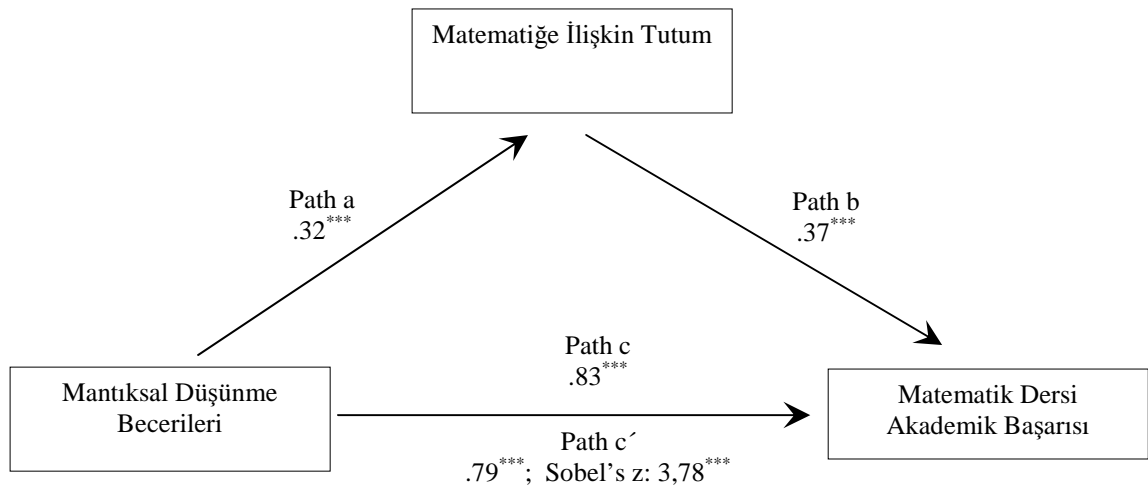 Matematiğe İlişkin Tutum
Path a
.32***
Path b
.37***
Path c
.83***
Mantıksal Düşünme
Becerileri
Matematik Dersi
Akademik Başarısı
Path c´
.79***; Sobel’s z: 3,78***